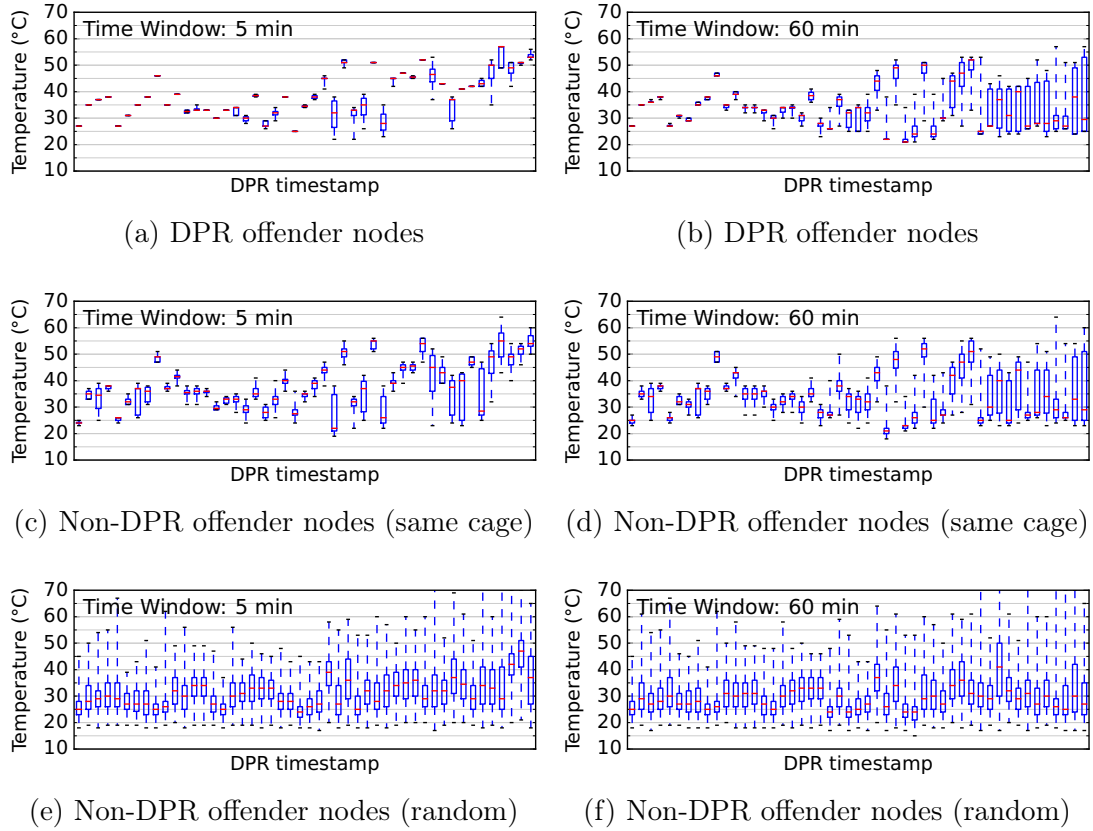 Temperature (°C)
70
60
50
40
30
20
10
Time Window: 5 min
DPR timestamp
(a) DPR offender nodes
Temperature (°C)
70
60
50
40
30
20
10
Time Window: 60 min
DPR timestamp
(b) DPR offender nodes
Temperature (°C)
70
60
50
40
30
20
10
Time Window: 5 min
DPR timestamp
(c) Non-DPR offender nodes (same cage)
Temperature (°C)
70
60
50
40
30
20
10
Time Window: 60 min
DPR timestamp
(d) Non-DPR offender nodes (same cage)
Temperature (°C)
70
60
50
40
30
20
10
Time Window: 5 min
DPR timestamp
(e) Non-DPR offender nodes (random)
Temperature (°C)
70
60
50
40
30
20
10
Time Window: 60 min
DPR timestamp
(f) Non-DPR offender nodes (random)